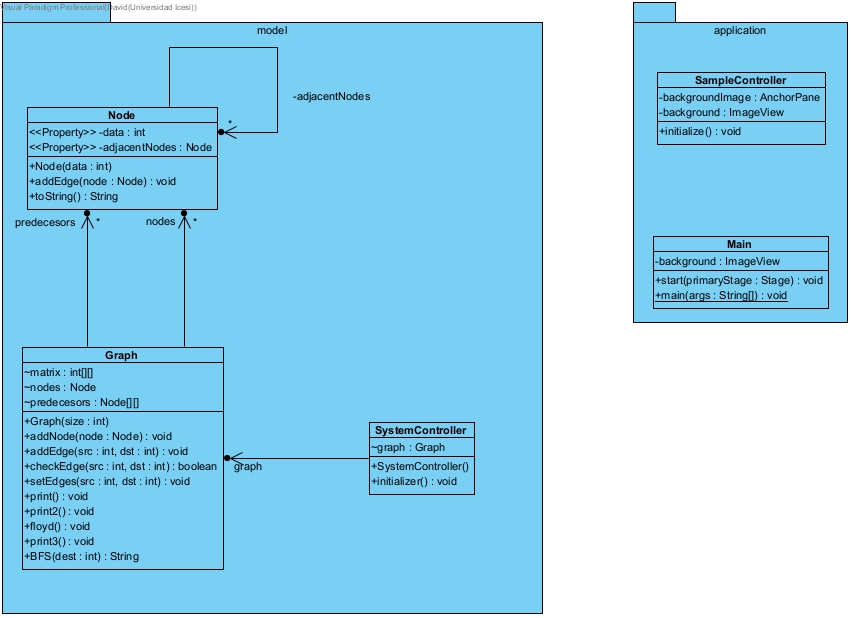 Visual Paradigm Professional(David(Universidad Icesi))
model
-adjacentNodes
*
Node
<<Property>> -data : int
<<Property>> -adjacentNodes : Node
+Node(data : int)
+addEdge(node : Node) : void
+toString() : String
predecesors
*
nodes
*
Graph
~matrix : int[][]
~nodes : Node
~predecesors : Node[][]
+Graph(size : int)
+addNode(node : Node) : void
+addEdge(src : int, dst : int) : void
+checkEdge(src : int, dst : int) : boolean
+setEdges(src : int, dst : int) : void
+print() : void
+print2() : void
+floyd() : void
+print3() : void
+BFS(dest : int) : String
graph
SystemController
~graph : Graph
+SystemController()
+initializer() : void
application
SampleController
-backgroundImage : AnchorPane
-background : ImageView
+initialize() : void
Main
-background : ImageView
+start(primaryStage : Stage) : void
+main(args : String[]) : void